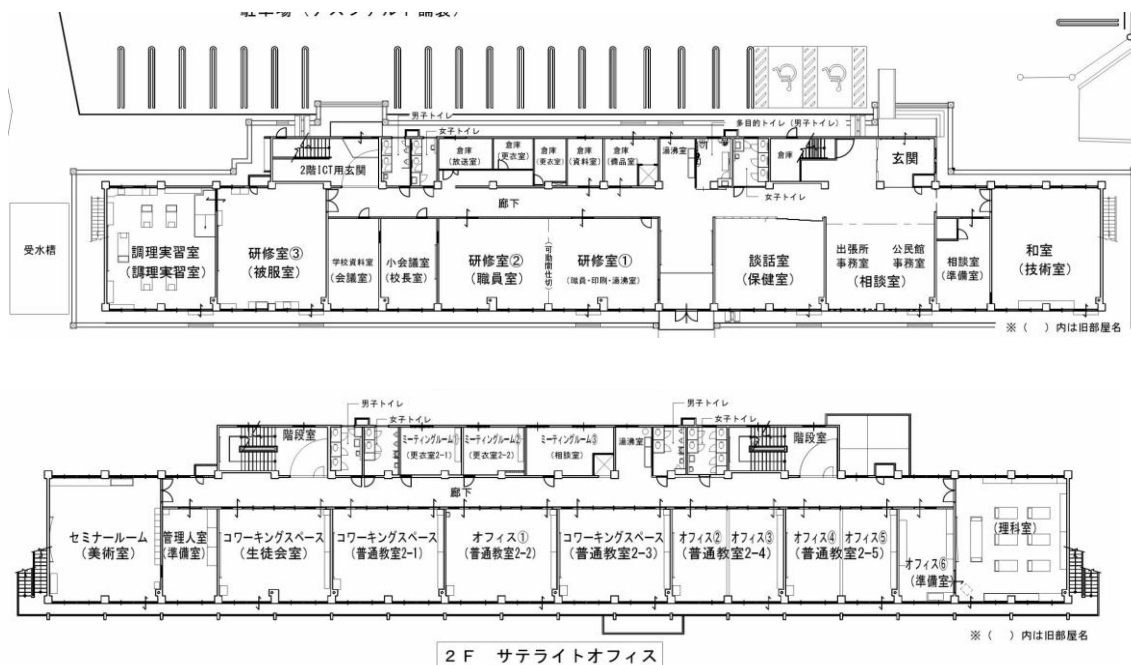 駐車場（アスファルト舗装）
男子トイレ
女子トイレ
多目的トイレ（男子トイレ）
2階ICT用玄関
倉庫
（放送室）
倉庫
（更衣室）
倉庫
（更衣室）
倉庫
（資料室）
倉庫
（備品室）
湯沸室
倉庫
玄関
女子トイレ
廊下
受水槽
調理実習室
（調理実習室）
研修室③
（被服室）
学校資料室
（会議室）
小会議室
（校長室）
研修室②
（職員室）
（可動間仕切）
研修室①
（職員・印刷・湯沸室）
談話室
（保健室）
出張所
事務室
公民館
事務室
（相談室）
相談室
（準備室）
和室
（技術室）
※（　）内は旧部屋名
男子トイレ
女子トイレ
男子トイレ
女子トイレ
階段室
ミーティングルーム①
（更衣室2-1）
ミーティングルーム②
（更衣室2-2）
ミーティングルーム③
（相談室）
湯沸室
階段室
廊下
セミナールーム
（美術室）
管理人室
（準備室）
コワーキングスペース
（生徒会室）
コワーキングスペース
（普通教室2-1）
オフィス①
（普通教室2-2）
コワーキングスペース
（普通教室2-3）
オフィス② オフィス③
（普通教室2-4）
オフィス④ オフィス⑤
（普通教室2-5）
オフィス⑥
（準備室）
（理科室）
※（　）内は旧部屋名
２Ｆ　サテライトオフィス